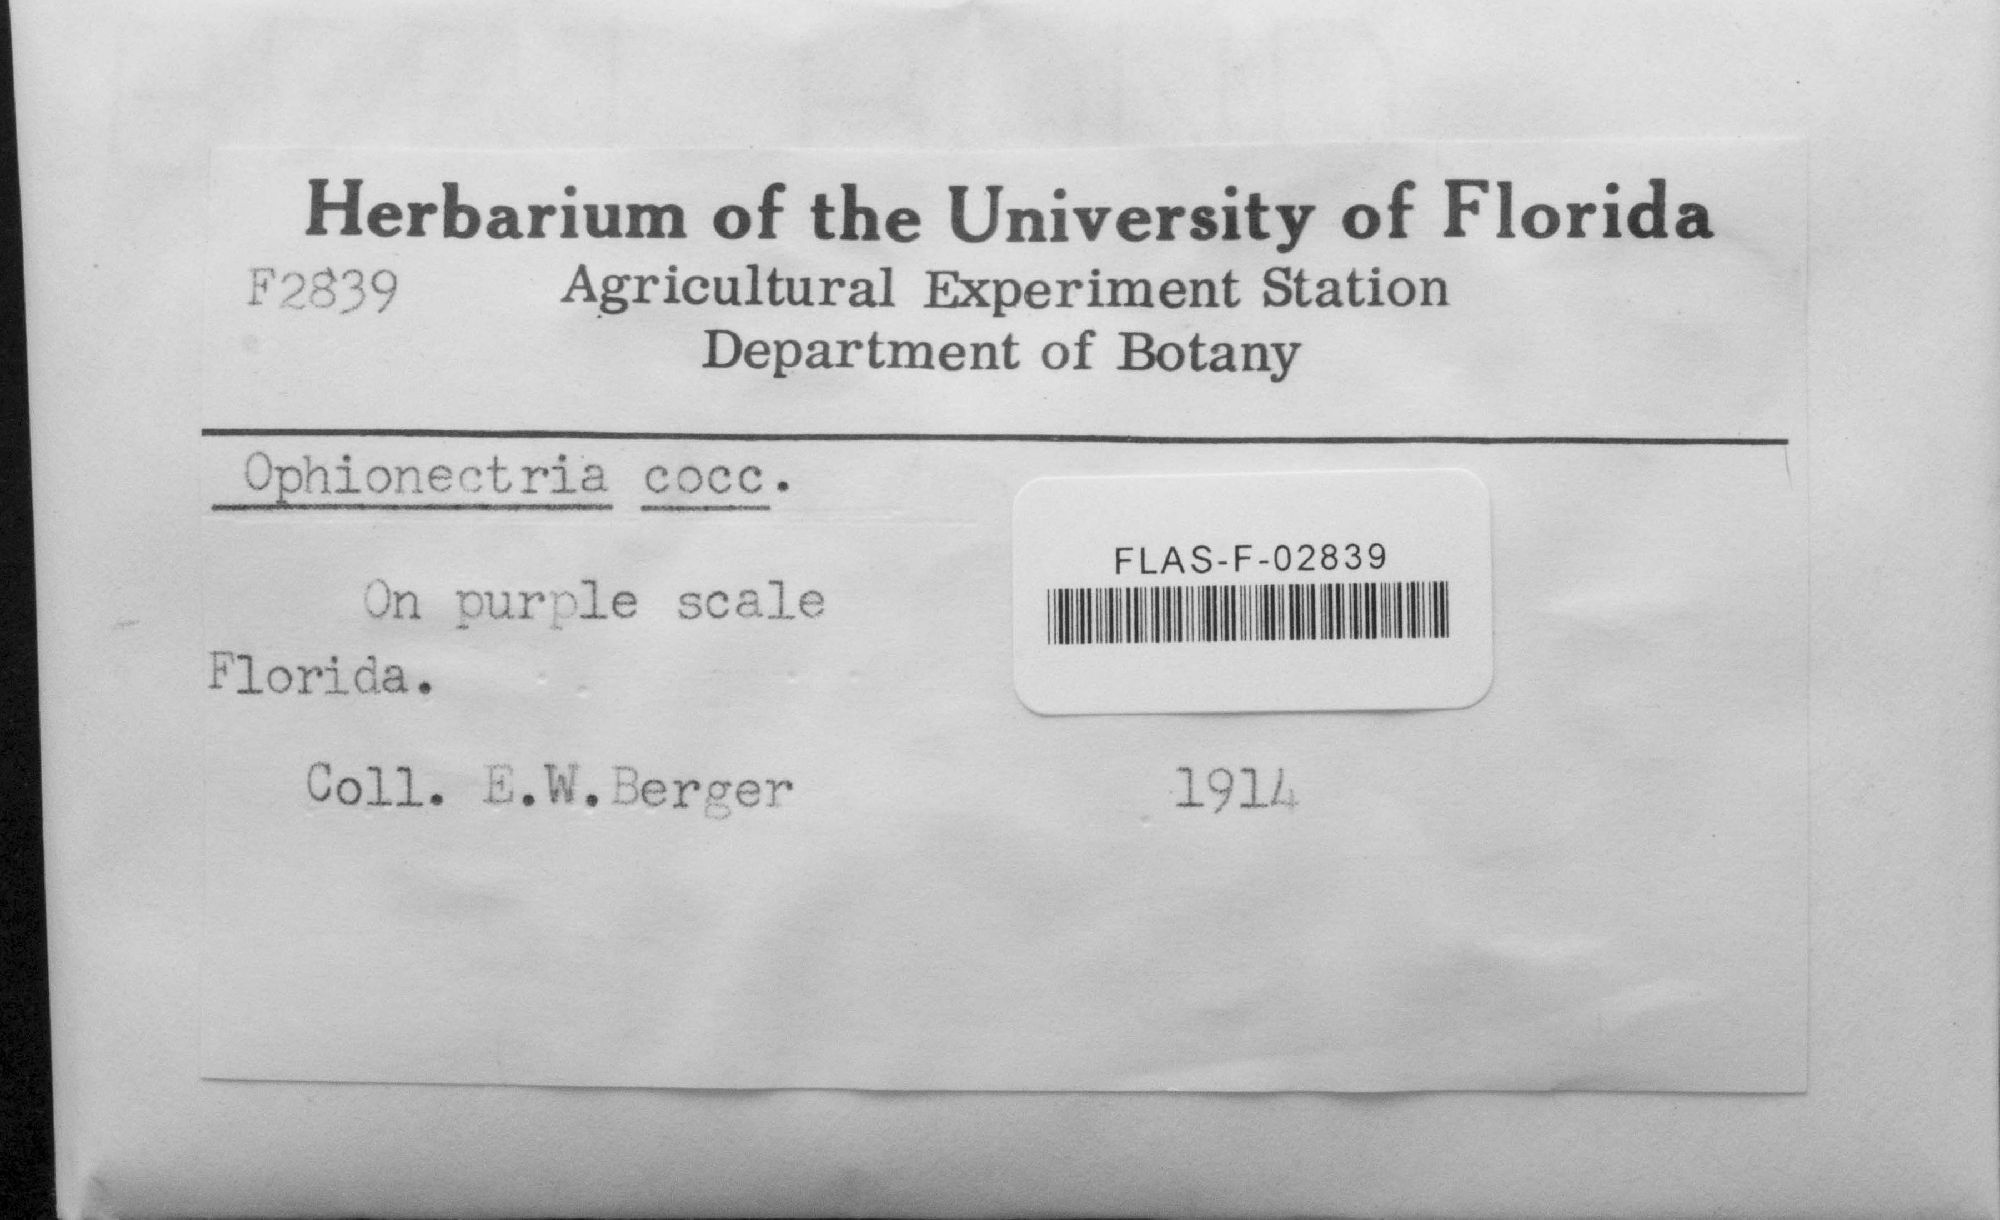 Herbarium of the University of Florida
F2839 Agricultural Experiment Station
Department of Botany
Ophionectria cocc.
FLAS-F-02839
On purple scale
Florida.
Coll. E.W.Berger 1914